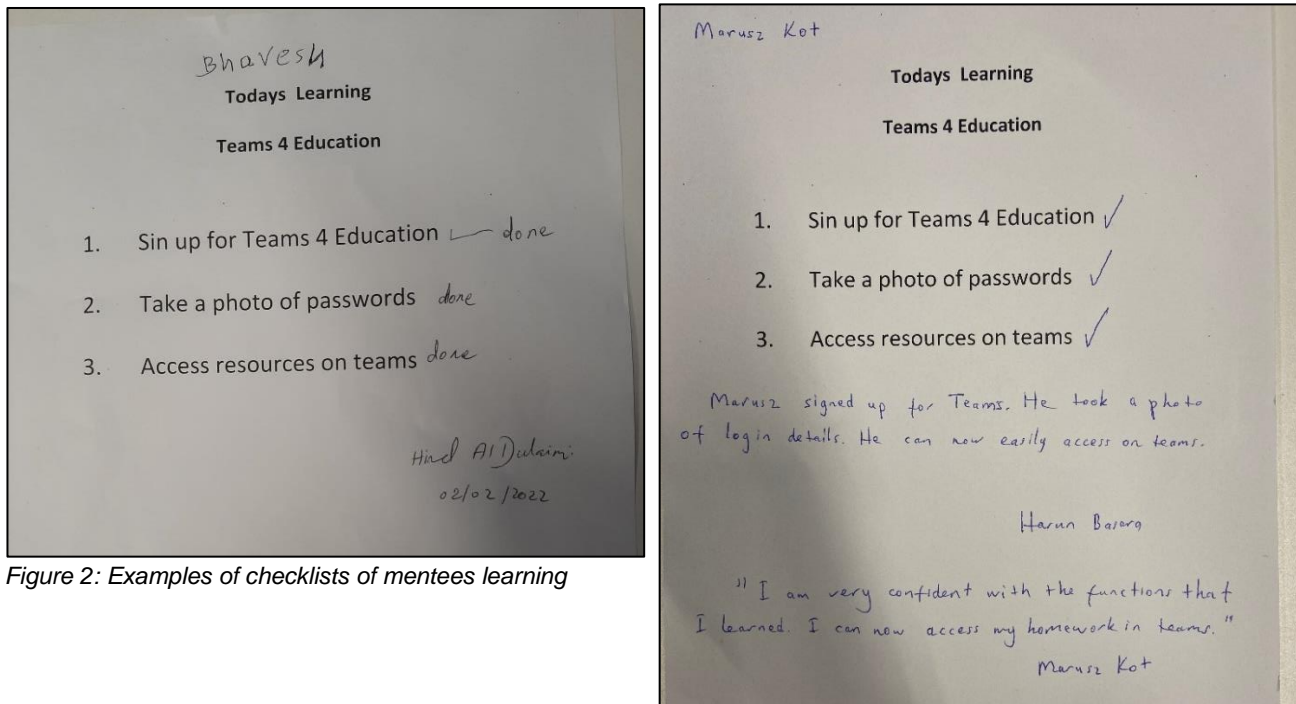 Bhavesh
Todays Learning
Teams 4 Education
1. Sin up for Teams 4 Education ✓ done
2. Take a photo of passwords done
3. Access resources on teams done
Hind Al Dulaimi
02/02/2022
Figure 2: Examples of checklists of mentees learning
Marusz Kot
Todays Learning
Teams 4 Education
1. Sin up for Teams 4 Education ✓
2. Take a photo of passwords ✓
3. Access resources on teams ✓
Marusz signed up for Teams. He took a photo
of login details. He can now easily access on teams.
Harun
"I am very confident with the functions that
I learned. I can now access my homework in teams."
Marusz Kot